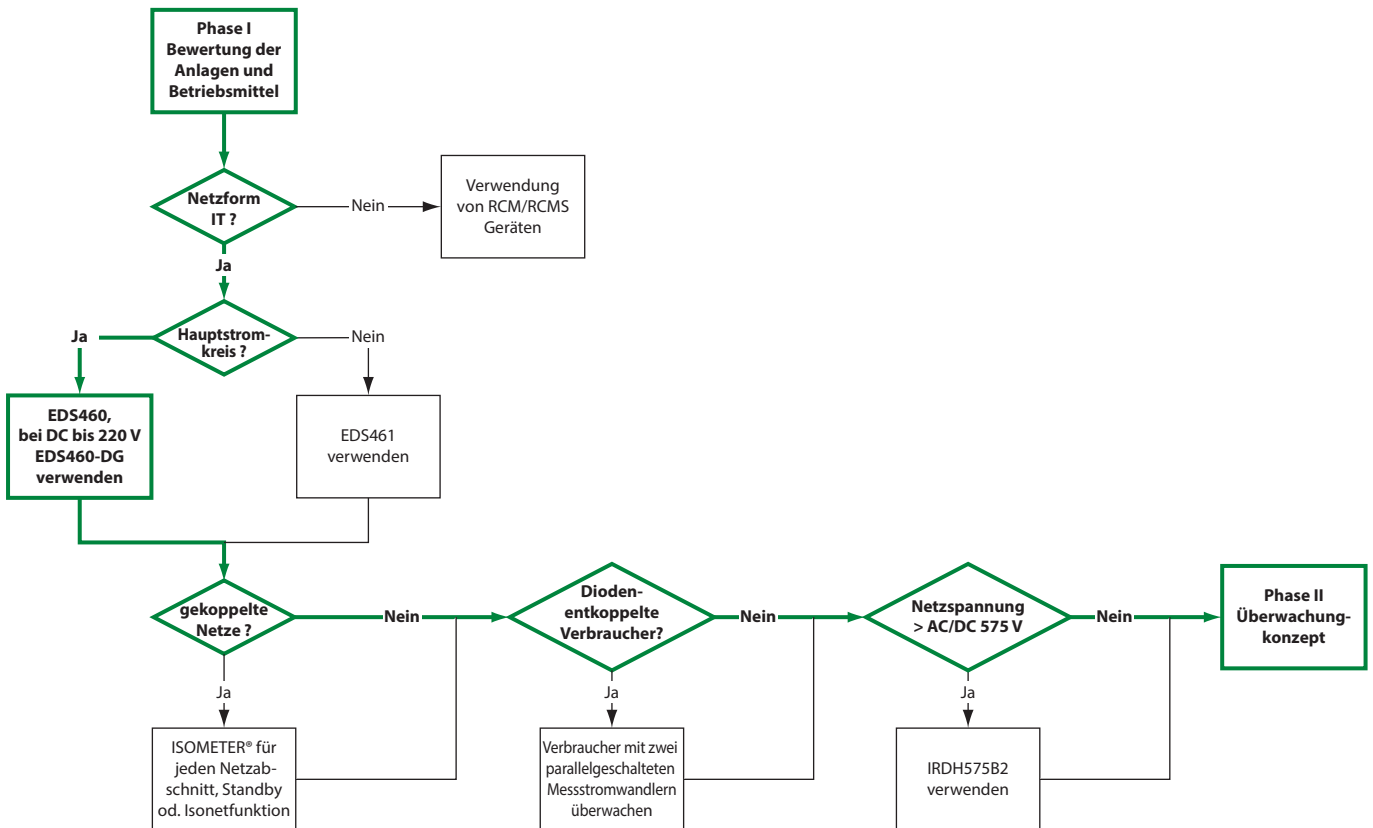 Phase I
Bewertung der
Anlagen und
Betriebsmittel
Netzform
IT ?
Nein
Verwendung
von RCM/RCMS
Geräten
Ja
Hauptstrom-
kreis ?
Ja
Nein
EDS460,
bei DC bis 220 V
EDS460-DG
verwenden
EDS461
verwenden
gekoppelte
Netze ?
Nein
Dioden-
entkoppelte
Verbraucher?
Nein
Netzspannung
> AC/DC 575 V
Nein
Phase II
Überwachung-
konzept
Ja
ISOMETER® für
jeden Netzab-
schnitt, Standby
od. Isonetfunktion
Ja
Verbraucher mit zwei
parallelgeschalteten
Messstromwandlern
überwachen
Ja
IRDH575B2
verwenden